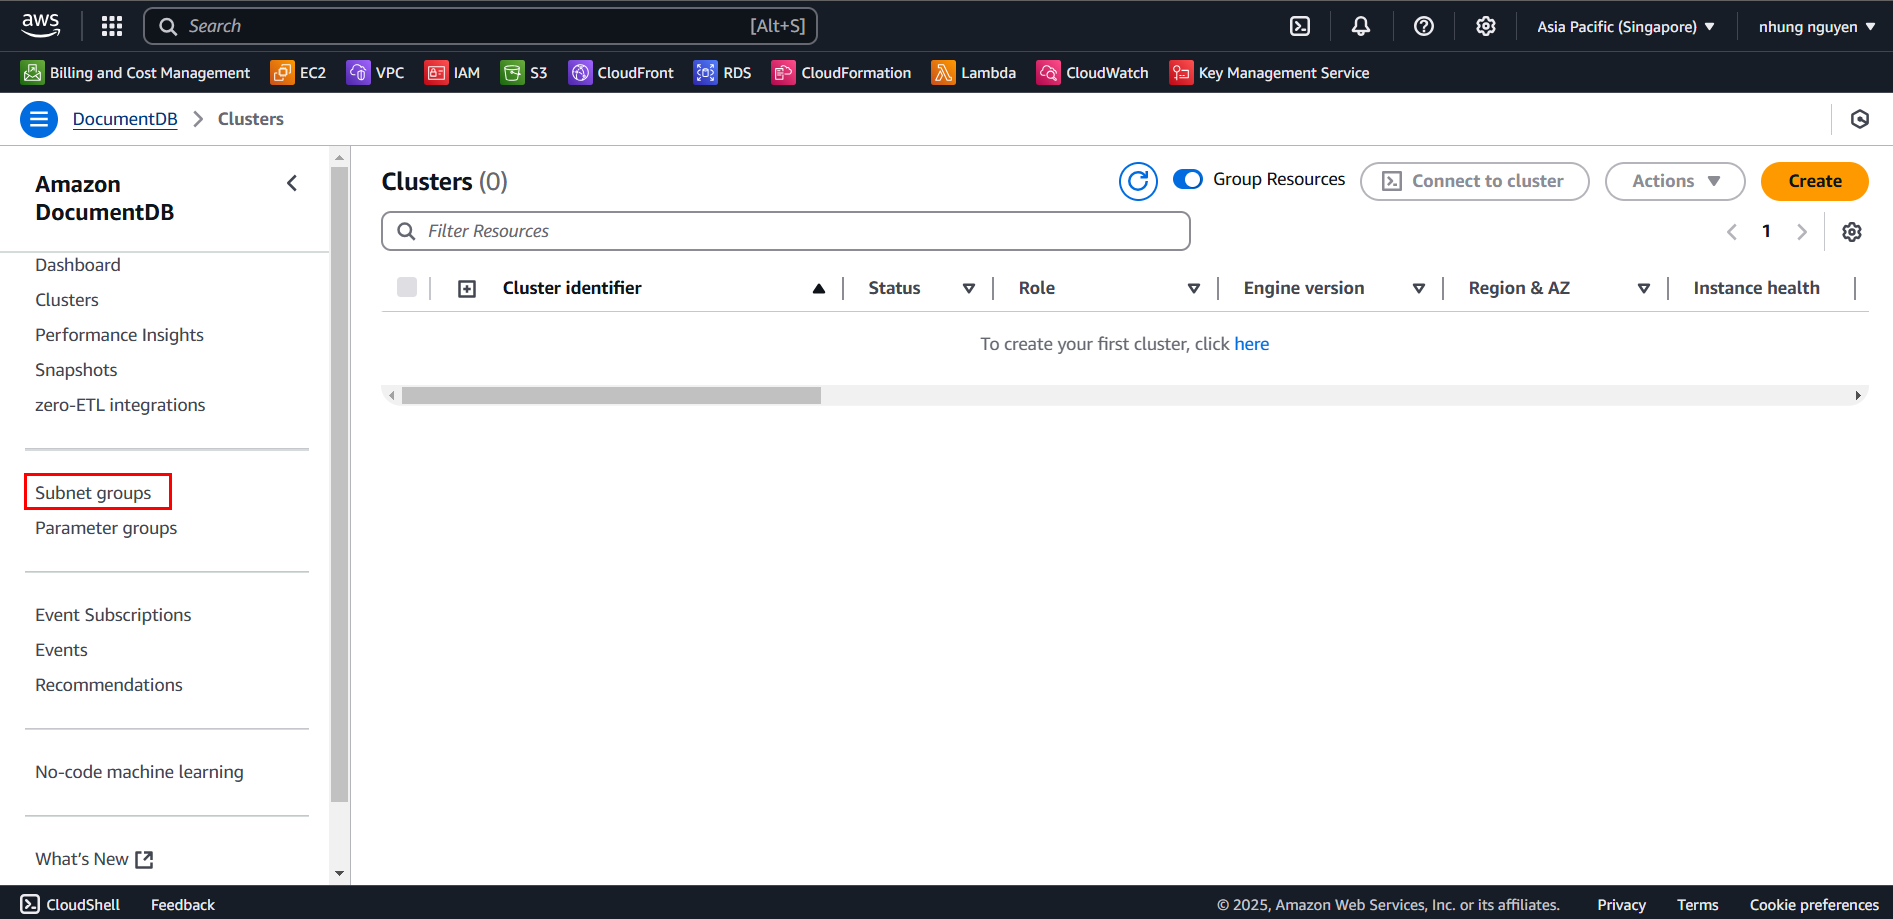 aws
Search [Alt+S]
Asia Pacific (Singapore)
nhung nguyen
Billing and Cost Management
EC2
VPC
IAM
S3
CloudFront
RDS
CloudFormation
Lambda
CloudWatch
Key Management Service
DocumentDB
Clusters
Amazon
DocumentDB
Dashboard
Clusters
Performance Insights
Snapshots
zero-ETL integrations
Subnet groups
Parameter groups
Event Subscriptions
Events
Recommendations
No-code machine learning
What's New
Clusters (0)
Group Resources
Connect to cluster
Actions
Create
Filter Resources
1
Cluster identifier
Status
Role
Engine version
Region & AZ
Instance health
To create your first cluster, click here
CloudShell
Feedback
© 2025, Amazon Web Services, Inc. or its affiliates.
Privacy
Terms
Cookie preferences